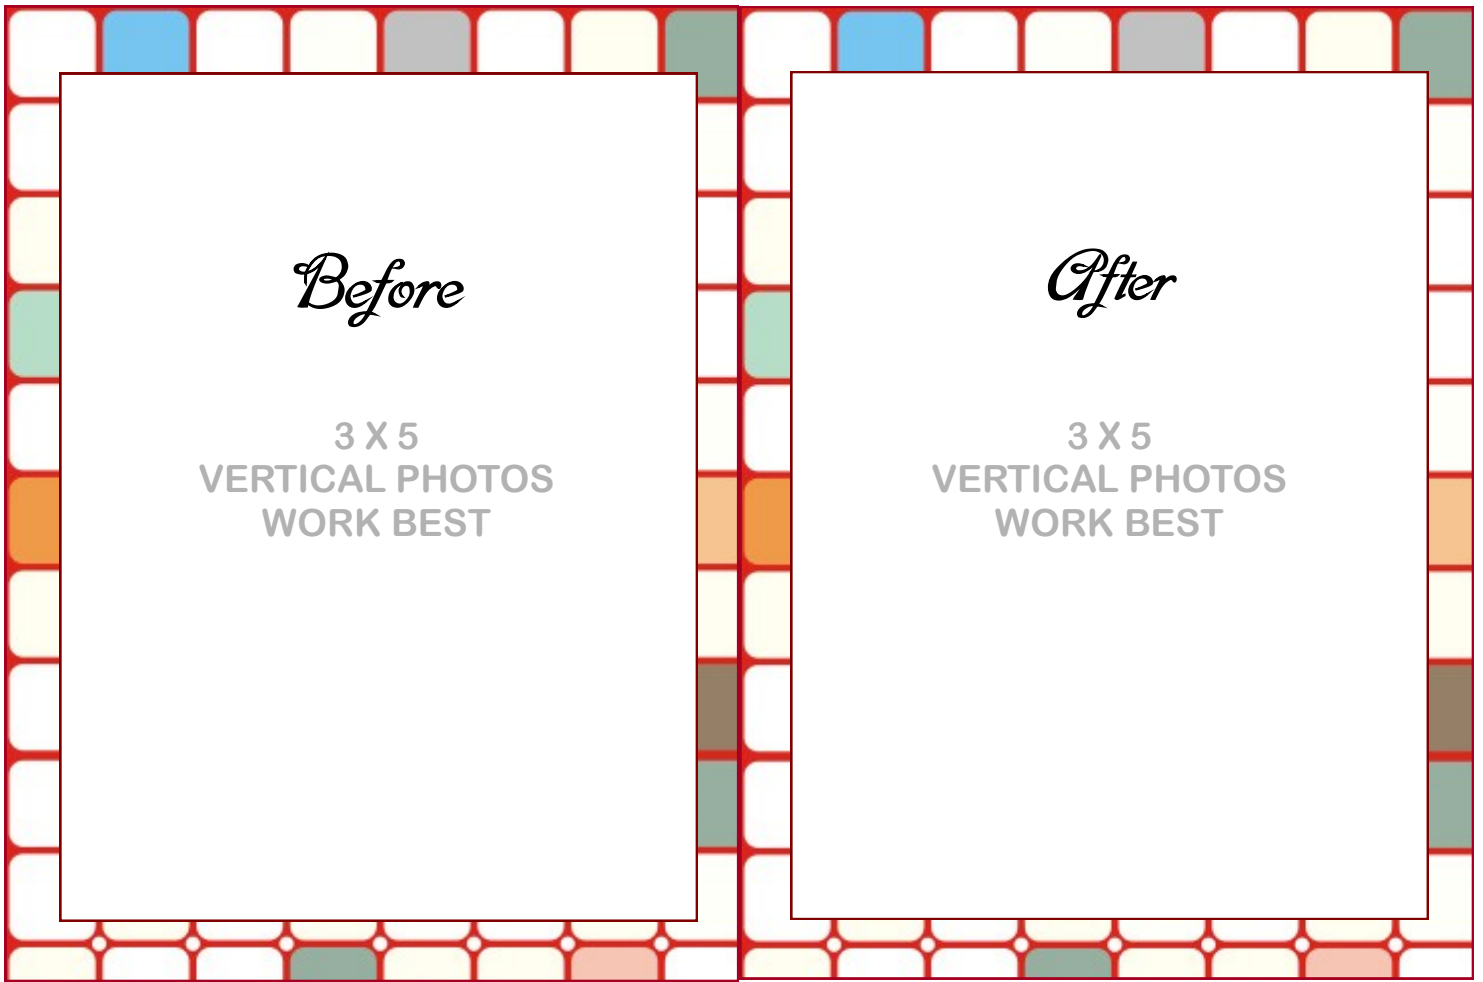 Before
3 X 5
VERTICAL PHOTOS
WORK BEST
After
3 X 5
VERTICAL PHOTOS
WORK BEST